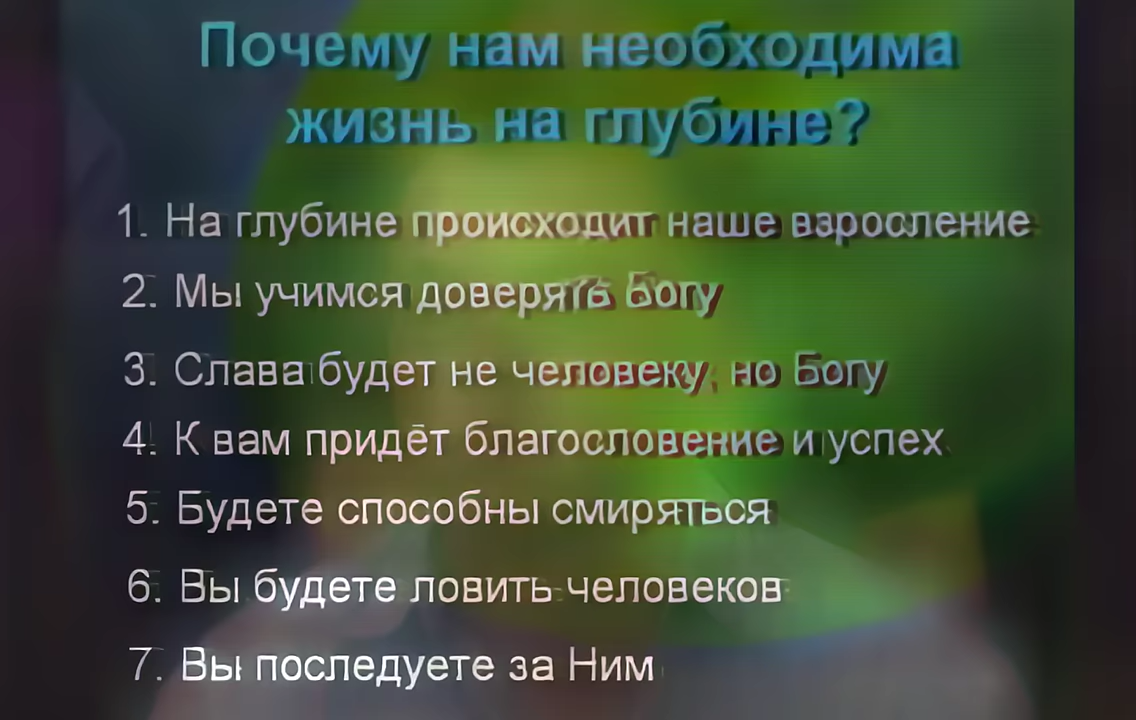 Почему нам необходима
жизнь на глубине?
1. На глубине происходит наше взросление
2. Мы учимся доверять Богу
3. Слава будет не человеку, но Богу
4. К вам придёт благословение и успех
5. Будете способны смиряться
6. Вы будете ловить человеков
7. Вы последуете за Ним